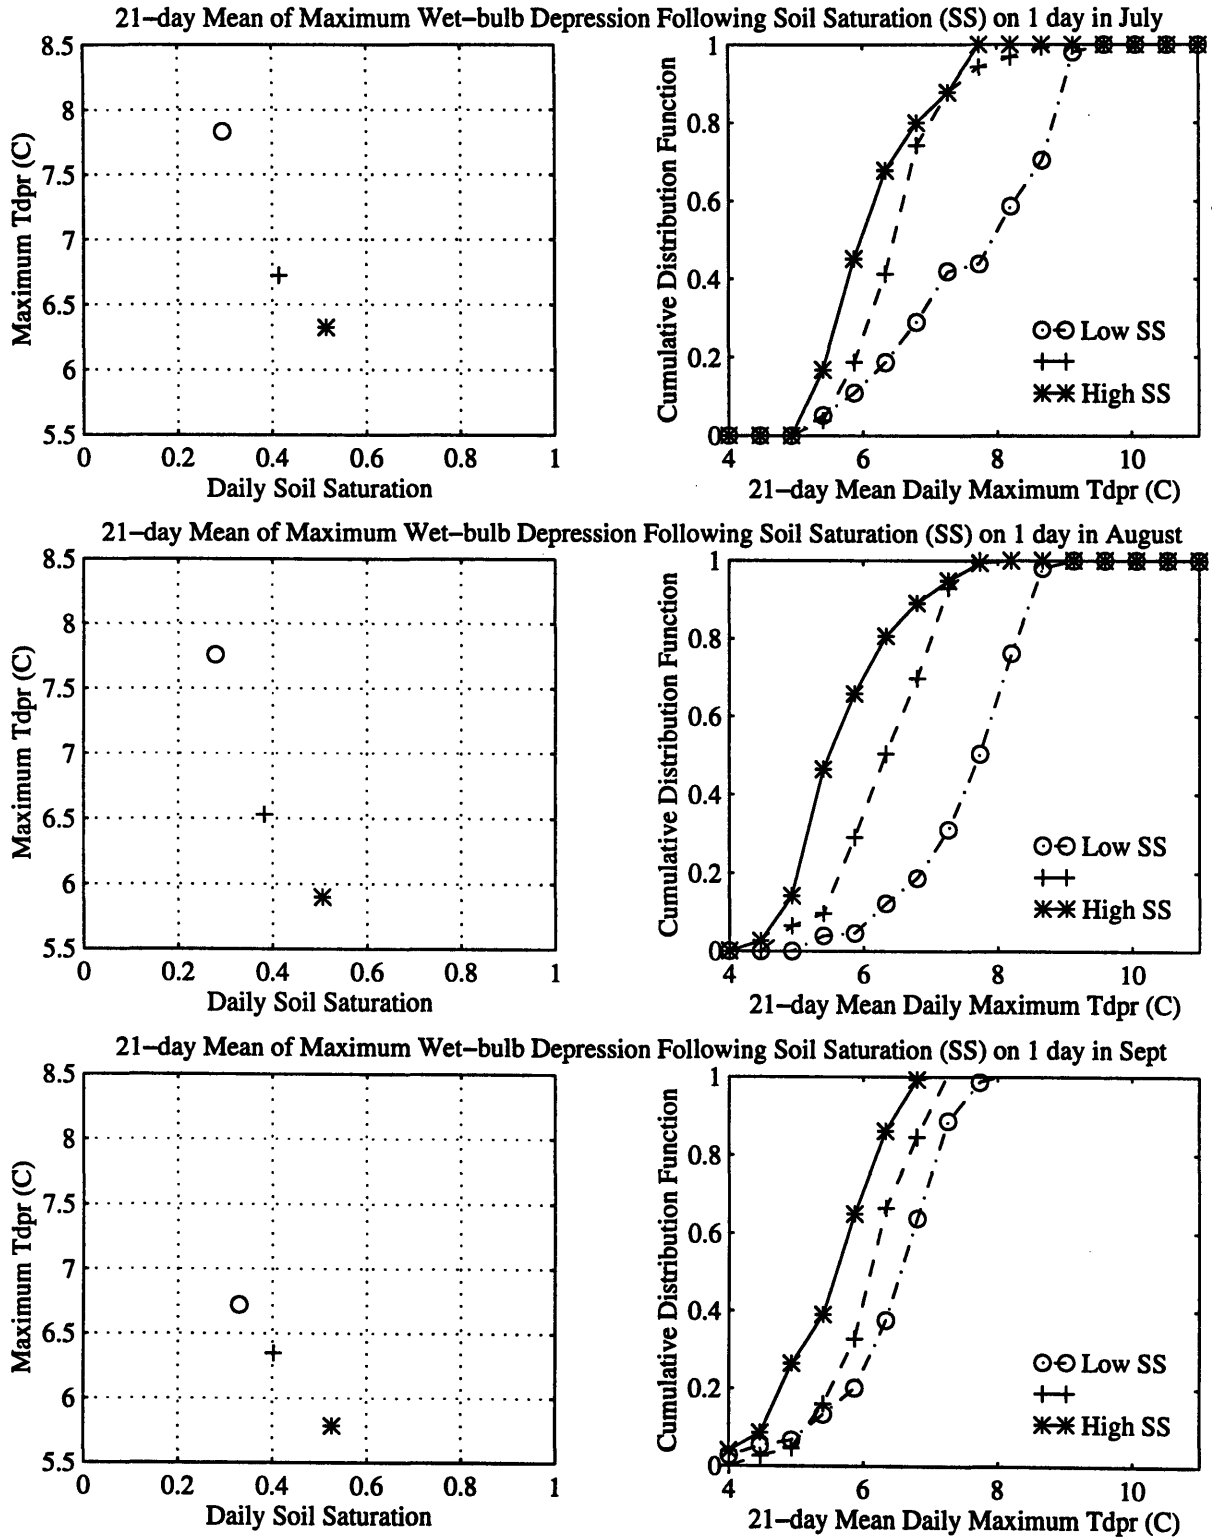 21−day Mean of Maximum Wet−bulb Depression Following Soil Saturation (SS) on 1 day in July
Maximum Tdpr (C)
8.5
8
7.5
7
6.5
6
5.5
0 0.2 0.4 0.6 0.8 1
Daily Soil Saturation
Cumulative Distribution Function
1
0.8
0.6
0.4
0.2
0
Low SS
High SS
4 6 8 10
21−day Mean Daily Maximum Tdpr (C)
21−day Mean of Maximum Wet−bulb Depression Following Soil Saturation (SS) on 1 day in August
Maximum Tdpr (C)
8.5
8
7.5
7
6.5
6
5.5
0 0.2 0.4 0.6 0.8 1
Daily Soil Saturation
Cumulative Distribution Function
1
0.8
0.6
0.4
0.2
0
Low SS
High SS
4 6 8 10
21−day Mean Daily Maximum Tdpr (C)
21−day Mean of Maximum Wet−bulb Depression Following Soil Saturation (SS) on 1 day in Sept
Maximum Tdpr (C)
8.5
8
7.5
7
6.5
6
5.5
0 0.2 0.4 0.6 0.8 1
Daily Soil Saturation
Cumulative Distribution Function
1
0.8
0.6
0.4
0.2
0
Low SS
High SS
4 6 8 10
21−day Mean Daily Maximum Tdpr (C)